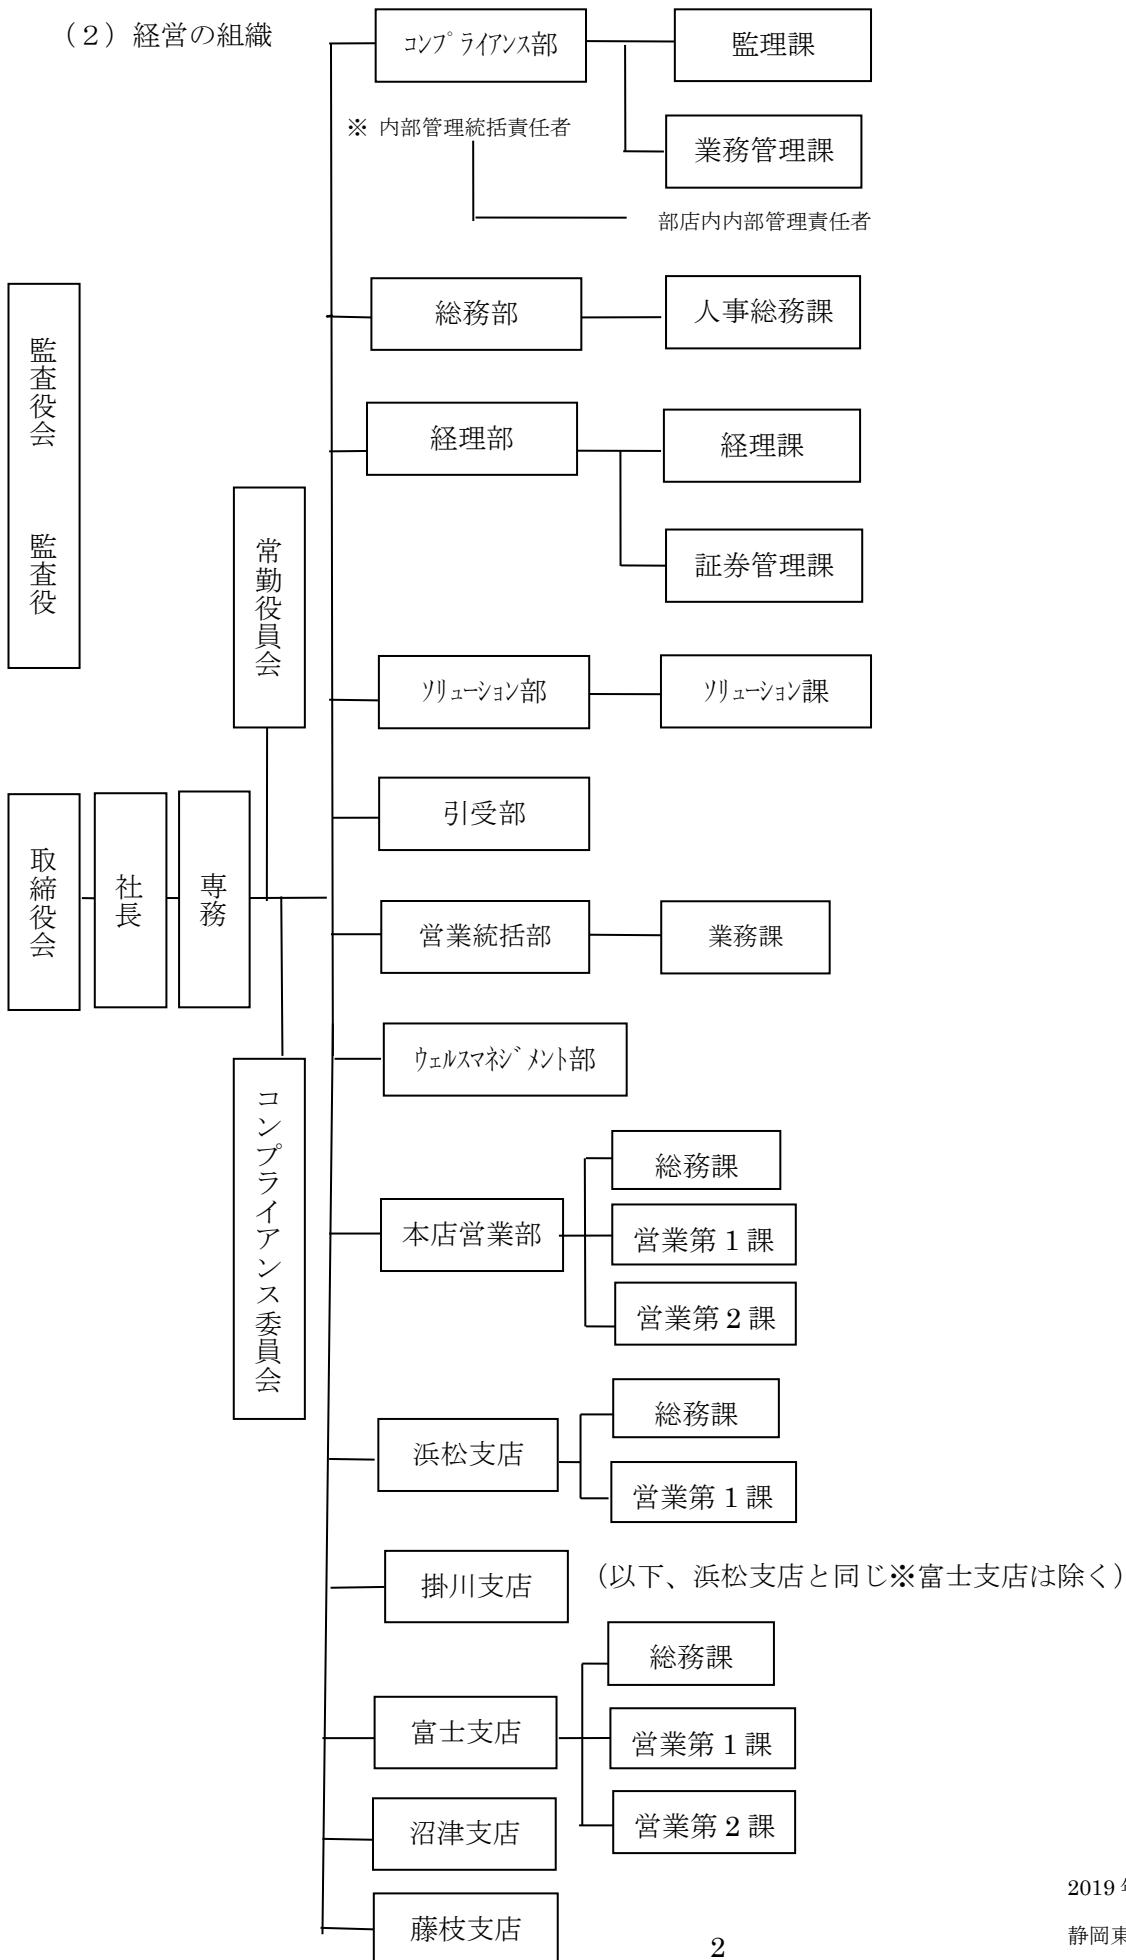 （２）経営の組織
ｺﾝﾌﾟﾗｲｱﾝｽ部
監理課
※ 内部管理統括責任者
業務管理課
部店内内部管理責任者
総務部
人事総務課
監査役会
監査役
経理部
経理課
常勤役員会
証券管理課
ｿﾘｭｰｼｮﾝ部
ｿﾘｭｰｼｮﾝ課
引受部
取締役会
社長
専務
営業統括部
業務課
ｳｪﾙｽﾏﾈｼﾞﾒﾝﾄ部
コンプライアンス委員会
本店営業部
総務課
営業第１課
営業第２課
浜松支店
総務課
営業第１課
掛川支店
（以下、浜松支店と同じ※富士支店は除く）
富士支店
総務課
営業第１課
営業第２課
沼津支店
藤枝支店
2019
静岡東
2